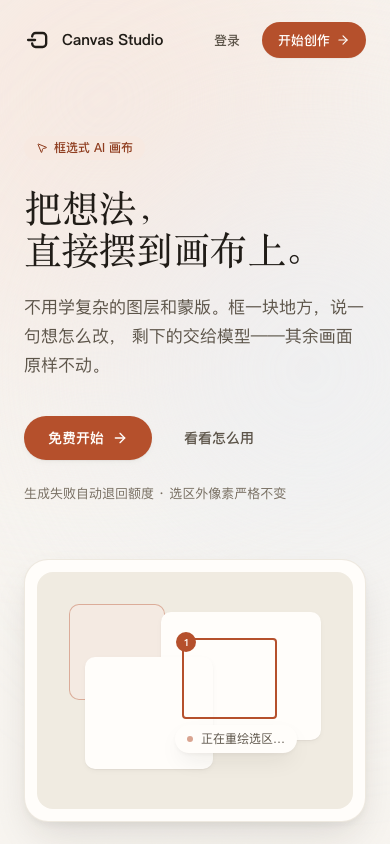 Canvas Studio
登录
开始创作
框选式 AI 画布
把想法，
直接摆到画布上。
不用学复杂的图层和蒙版。框一块地方，说一
句想怎么改， 剩下的交给模型——其余画面
原样不动。
免费开始
看看怎么用
生成失败自动退回额度 · 选区外像素严格不变
1
正在重绘选区…